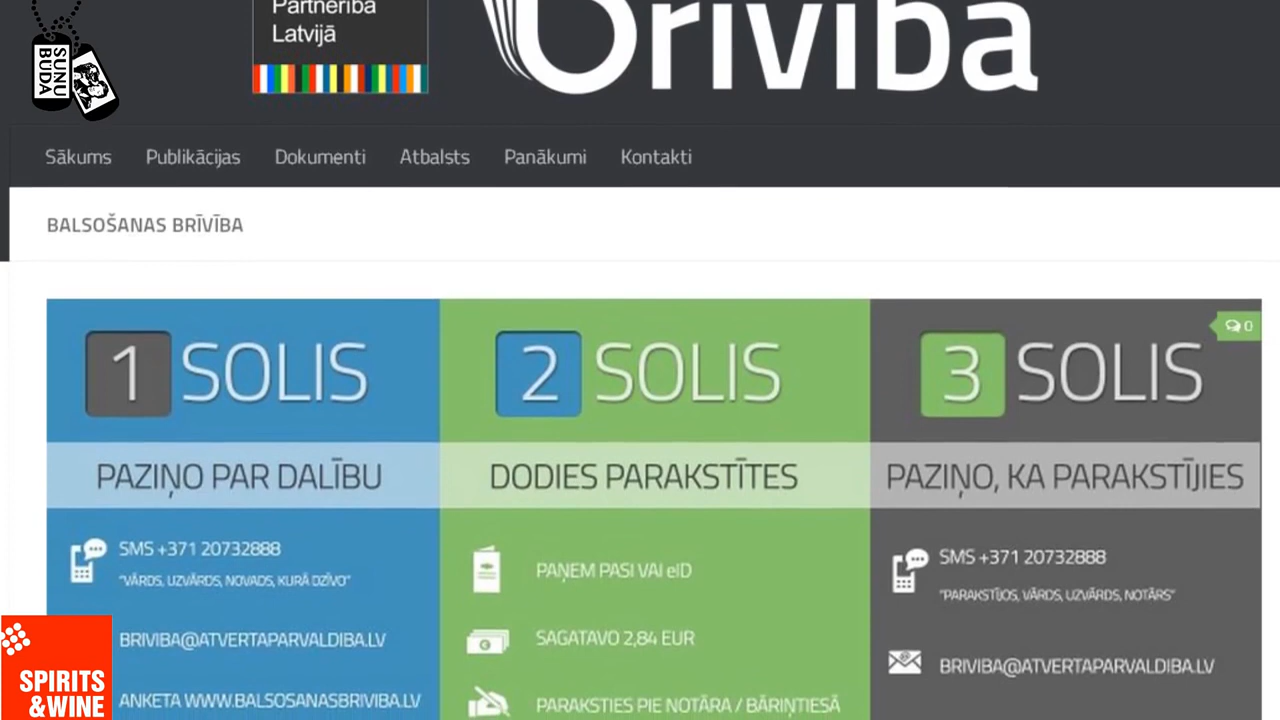 SUNU
BŪDA
Partnerība
Latvijā
brīvība
Sākums Publikācijas Dokumenti Atbalsts Panākumi Kontakti
BALSOŠANAS BRĪVĪBA
0
1 SOLIS
PAZIŅO PAR DALĪBU
SMS +371 20732888
"VĀRDS, UZVĀRDS, NOVADS, KURĀ DZĪVO"
BRIVIBA@ATVERTAPARVALDIBA.LV
ANKETA WWW.BALSOSANASBRIVIBA.LV
2 SOLIS
DODIES PARAKSTĪTES
PAŅEM PASI VAI eID
SAGATAVO 2,84 EUR
PARAKSTIES PIE NOTĀRA / BĀRIŅTIESĀ
3 SOLIS
PAZIŅO, KA PARAKSTĪJIES
SMS +371 20732888
"PARAKSTĪJOS, VĀRDS, UZVĀRDS, NOTĀRS"
BRIVIBA@ATVERTAPARVALDIBA.LV
SPIRITS
&WINE